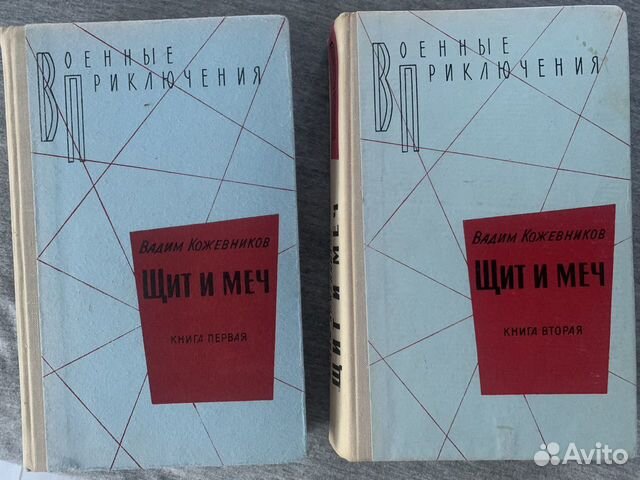 Военные
Приключения
Вадим Кожевников
Щит и меч
книга первая
Военные
Приключения
Вадим Кожевников
Щит и меч
книга вторая
ЩИТ И МЕЧ
Avito